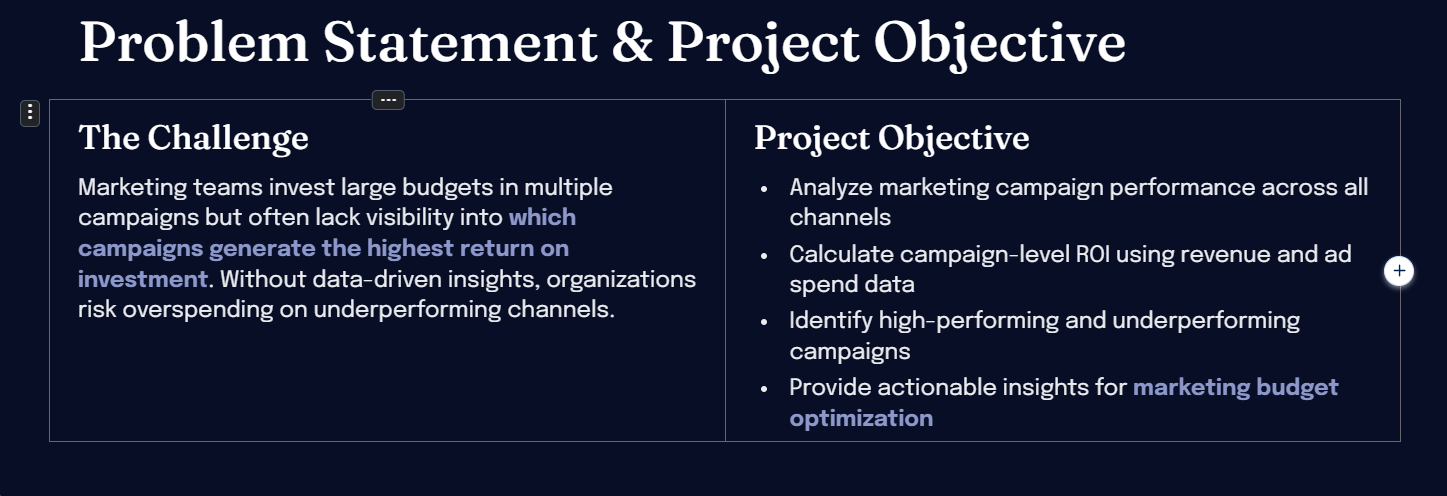 Problem Statement & Project Objective
The Challenge
Marketing teams invest large budgets in multiple
campaigns but often lack visibility into which
campaigns generate the highest return on
investment. Without data-driven insights, organizations
risk overspending on underperforming channels.
Project Objective
• Analyze marketing campaign performance across all
channels
• Calculate campaign-level ROI using revenue and ad
spend data
• Identify high-performing and underperforming
campaigns
• Provide actionable insights for marketing budget
optimization